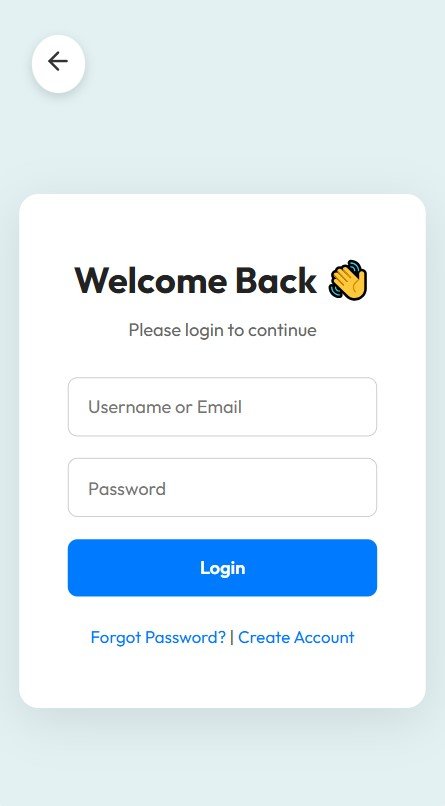 Welcome Back 👋
Please login to continue
Username or Email
Password
Login
Forgot Password? | Create Account